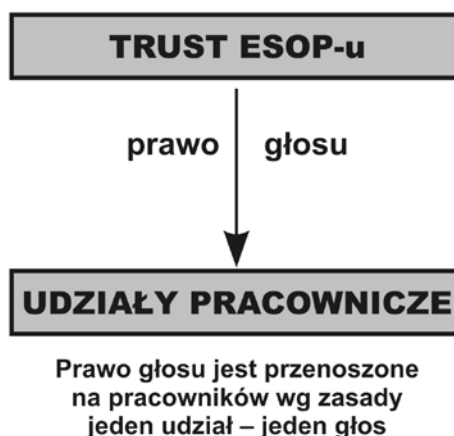 TRUST ESOP-u
prawo głosu
UDZIAŁY PRACOWNICZE
Prawo głosu jest przenoszone
na pracowników wg zasady
jeden udział – jeden głos